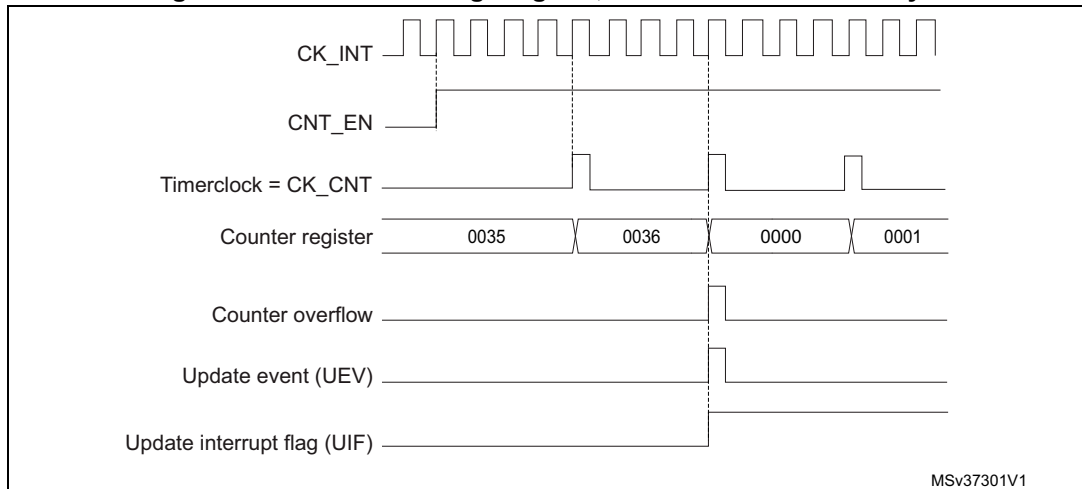 CK_INT
CNT_EN
Timerclock = CK_CNT
Counter register 0035 0036 0000 0001
Counter overflow
Update event (UEV)
Update interrupt flag (UIF)
MSv37301V1